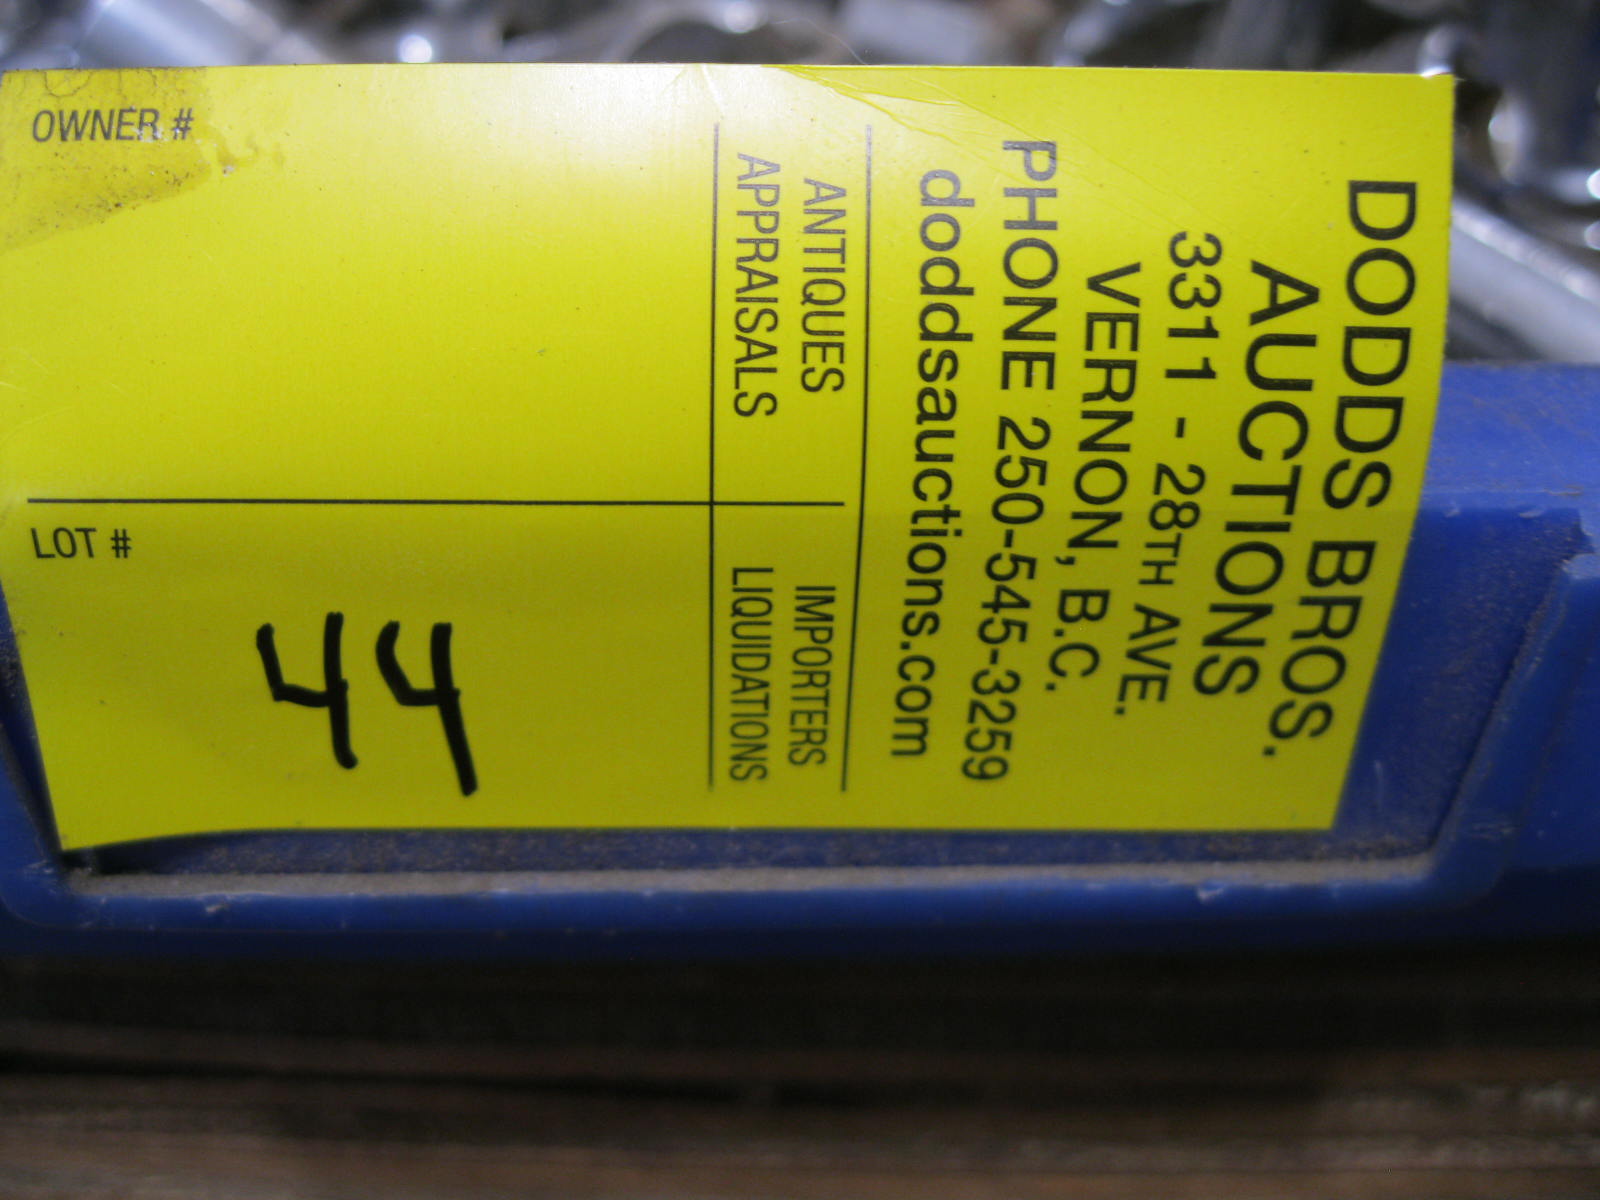 DODDS BROS.
AUCTIONS
3311 - 28TH AVE.
VERNON, B.C.
PHONE 250-545-3259
doddsauctions.com
ANTIQUES
APPRAISALS
IMPORTERS
LIQUIDATIONS
OWNER #
LOT #
44